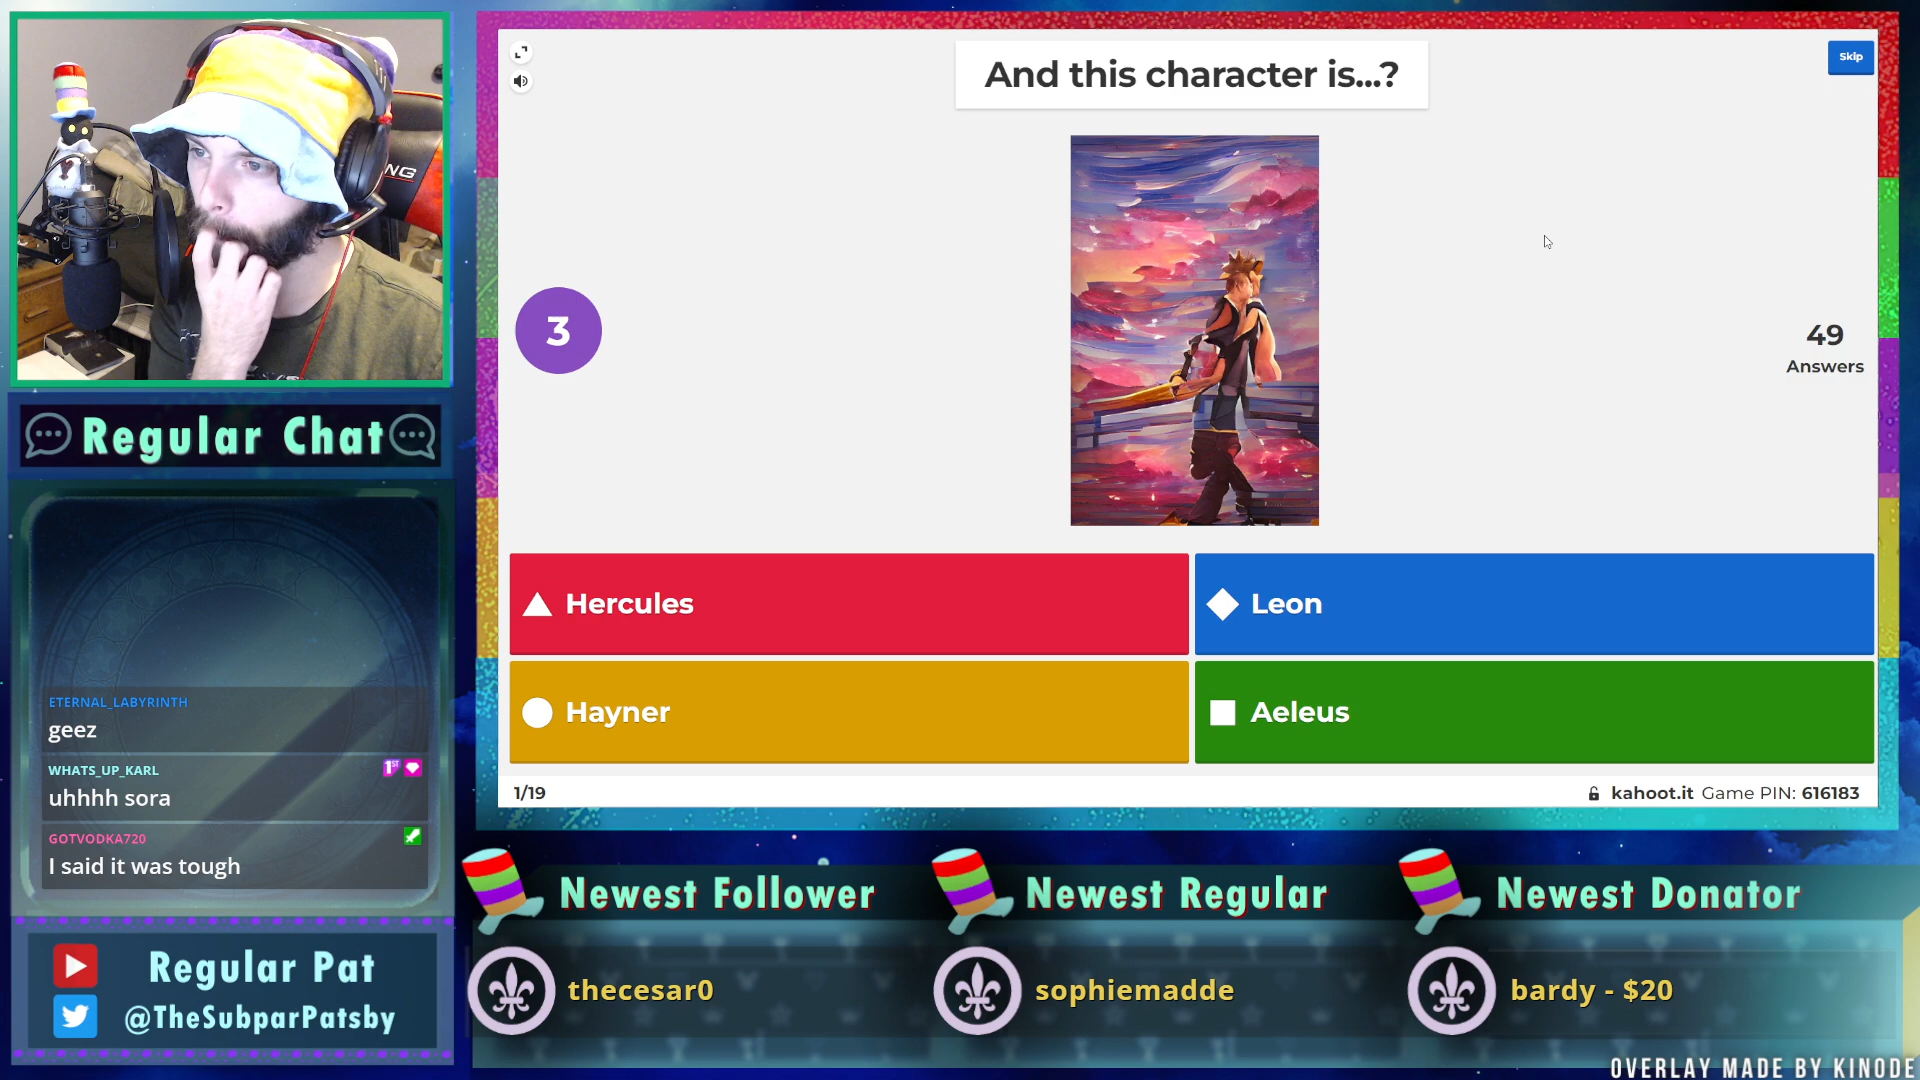 And this character is...?
Skip
3
49
Answers
Hercules
Leon
Hayner
Aeleus
1/19
kahoot.it Game PIN: 616183
NG
Regular Chat
ETERNAL_LABYRINTH
geez
WHATS_UP_KARL
1ST
uhhhh sora
GOTVODKA720
I said it was tough
Regular Pat
@TheSubparPatsby
Newest Follower
thecesar0
Newest Regular
sophiemadde
Newest Donator
bardy - $20
OVERLAY MADE BY KINODE